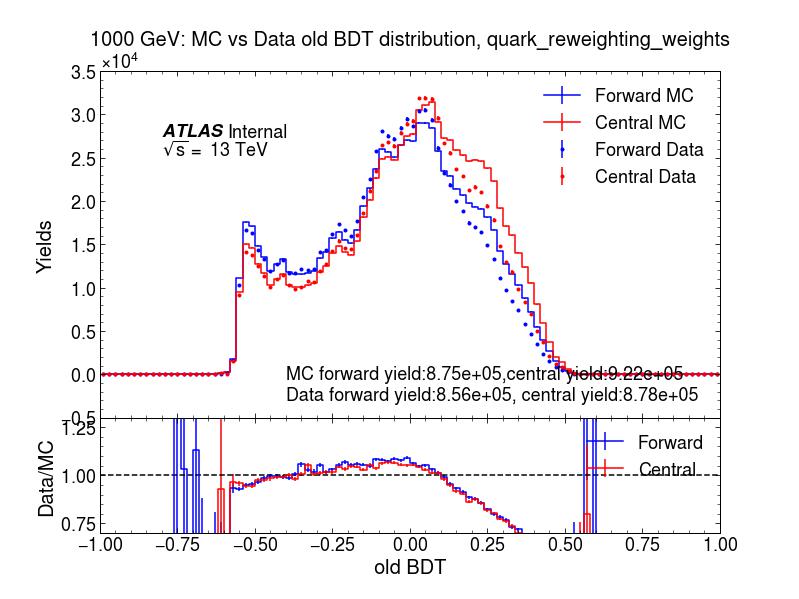 1000 GeV: MC vs Data old BDT distribution, quark_reweighting_weights
×10⁴
3.5
3.0
2.5
2.0
1.5
1.0
0.5
0.0
0.5
Yields
ATLAS Internal
√s = 13 TeV
Forward MC
Central MC
Forward Data
Central Data
MC forward yield:8.75e+05,central yield:9.22e+05
Data forward yield:8.56e+05, central yield:8.78e+05
1.25
1.00
0.75
Data/MC
Forward
Central
−1.00 −0.75 −0.50 −0.25 0.00 0.25 0.50 0.75 1.00
old BDT